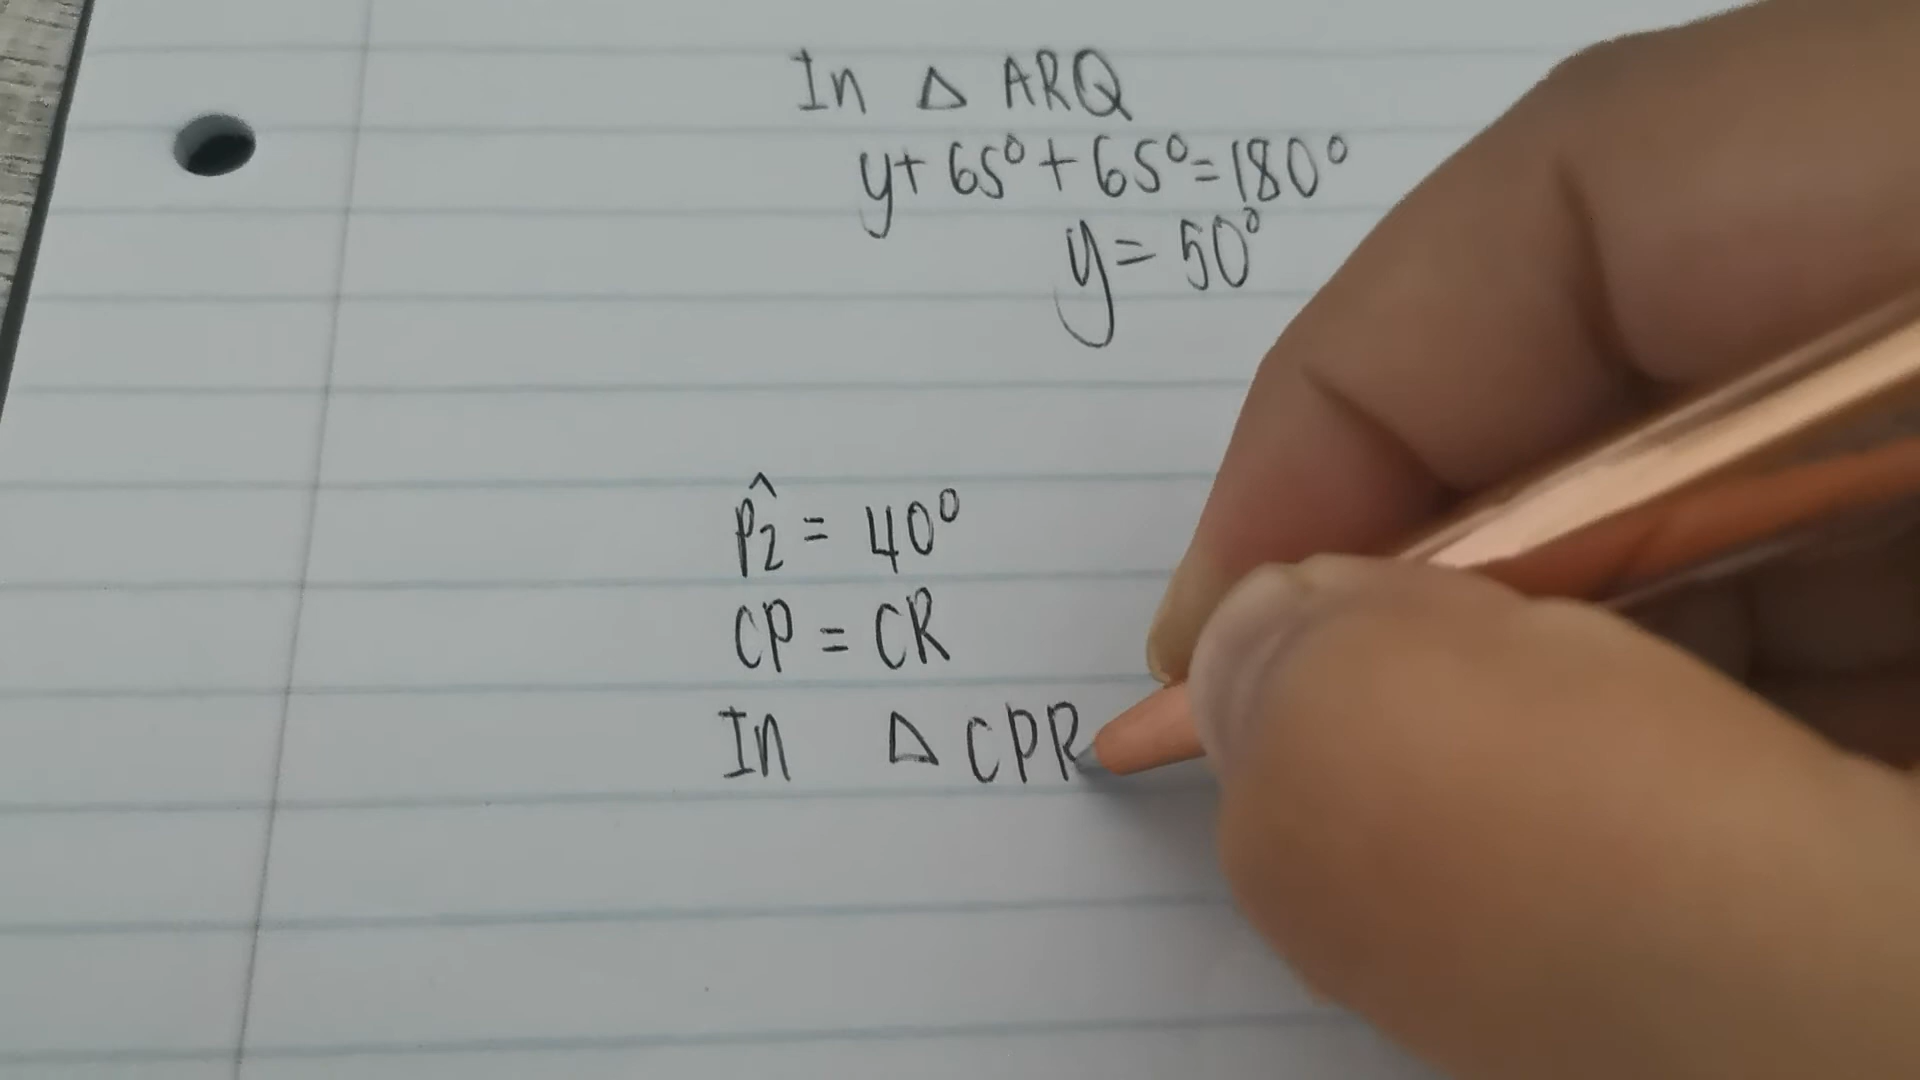 In △ ARQ
y + 65° + 65° = 180°
y = 50°
P̂2 = 40°
CP = CR
In △ CPR